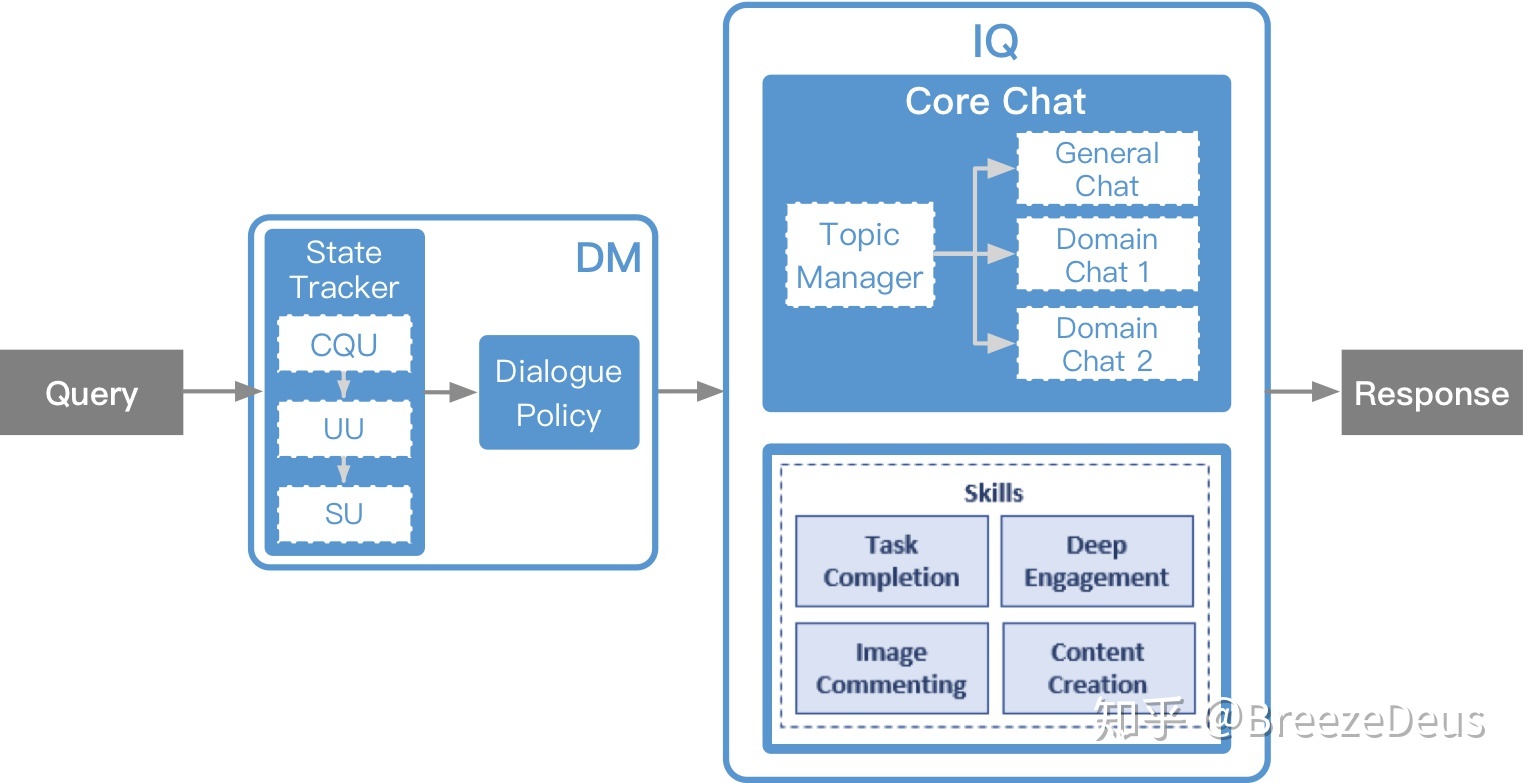 Query
DM
State
Tracker
CQU
UU
SU
Dialogue
Policy
IQ
Core Chat
Topic
Manager
General
Chat
Domain
Chat 1
Domain
Chat 2
Skills
Task
Completion
Deep
Engagement
Image
Commenting
Content
Creation
Response
知乎 @BreezeDeus